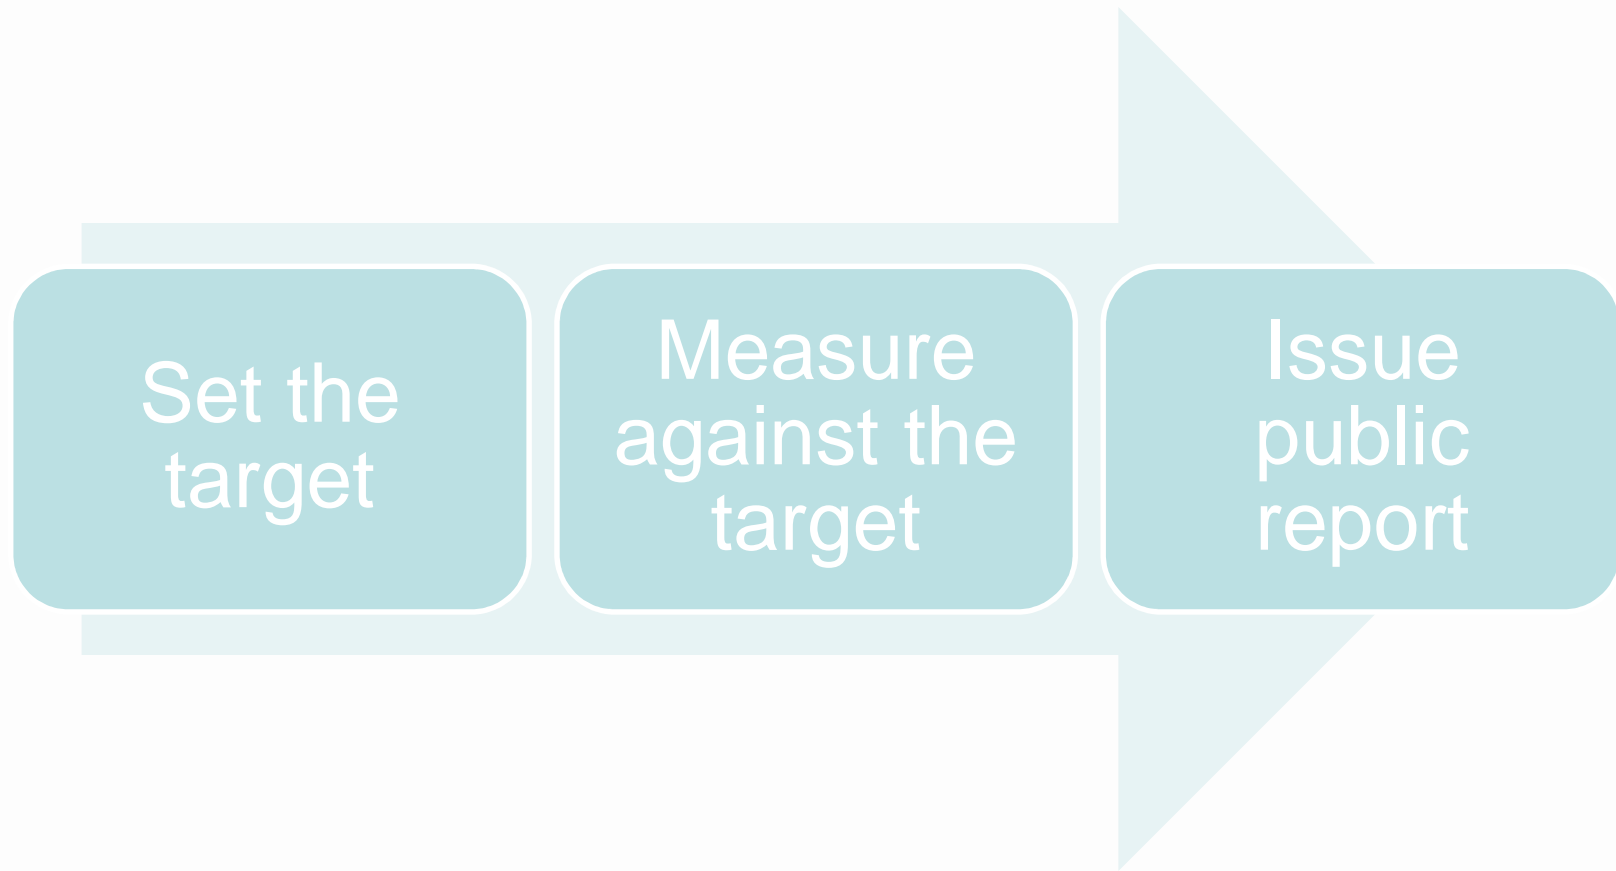 Set the
target
Measure
against the
target
Issue
public
report